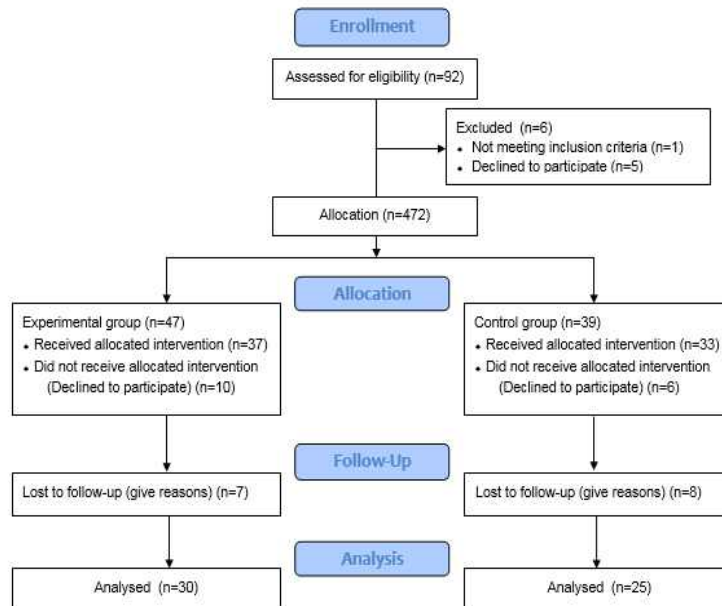 Enrollment
Assessed for eligibility (n=92)
Excluded (n=6)
• Not meeting inclusion criteria (n=1)
• Declined to participate (n=5)
Allocation (n=472)
Allocation
Experimental group (n=47)
• Received allocated intervention (n=37)
• Did not receive allocated intervention
(Declined to participate) (n=10)
Control group (n=39)
• Received allocated intervention (n=33)
• Did not receive allocated intervention
(Declined to participate) (n=6)
Follow-Up
Lost to follow-up (give reasons) (n=7)
Lost to follow-up (give reasons) (n=8)
Analysis
Analysed (n=30)
Analysed (n=25)